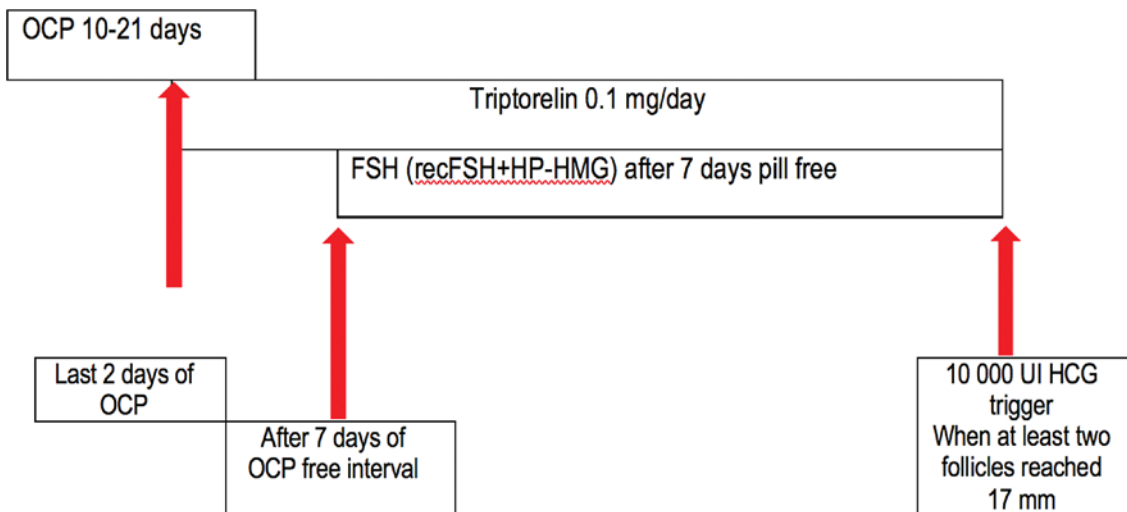 OCP 10-21 days
Triptorelin 0.1 mg/day
FSH (recFSH+HP-HMG) after 7 days pill free
Last 2 days of
OCP
After 7 days of
OCP free interval
10 000 UI HCG
trigger
When at least two
follicles reached
17 mm